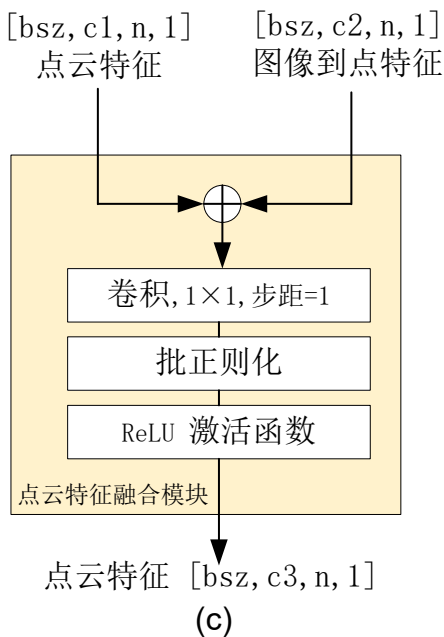 [bsz,c1,n,1]
点云特征
[bsz,c2,n,1]
图像到点特征
卷积,1×1,步距=1
批正则化
ReLU 激活函数
点云特征融合模块
点云特征 [bsz,c3,n,1]
(c)